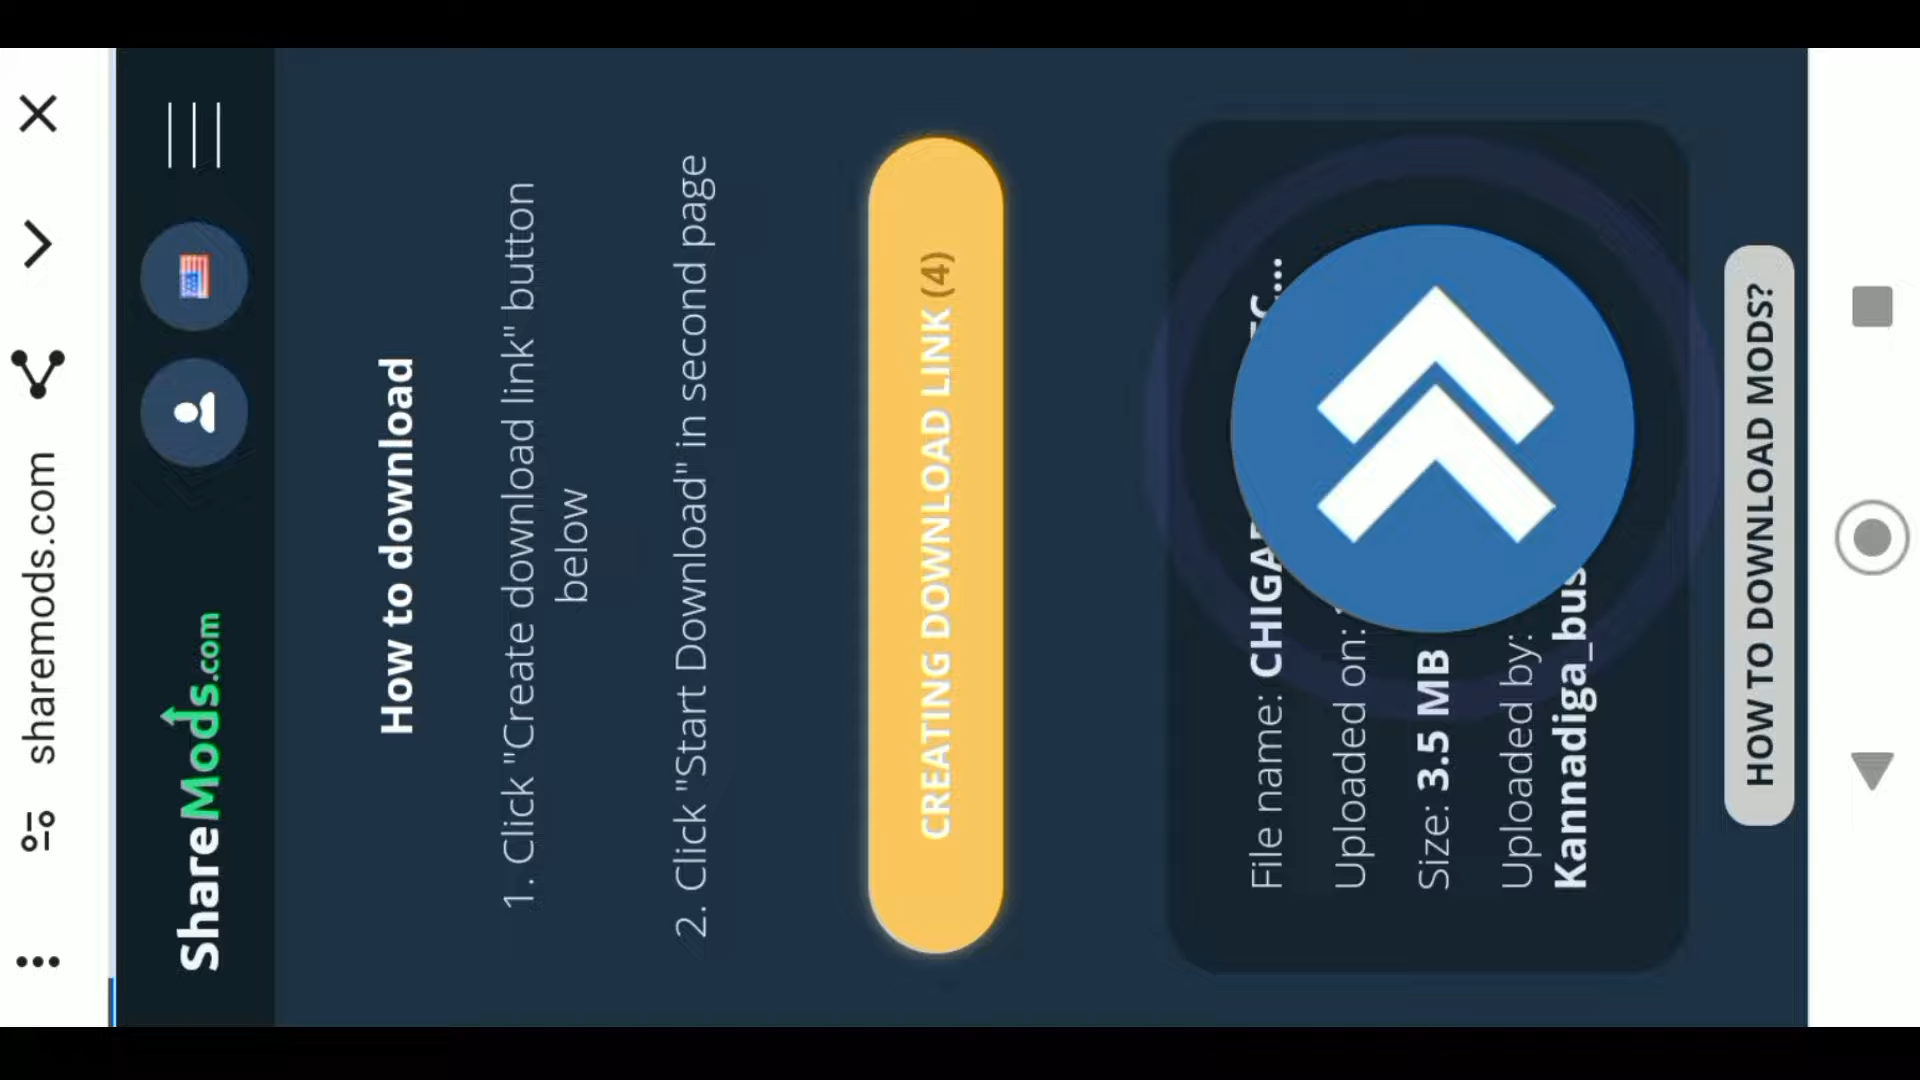 sharemods.com
ShareMods.com
How to download
1. Click "Create download link" button
below
2. Click "Start Download" in second page
CREATING DOWNLOAD LINK (4)
File name:
Uploaded on:
Size: 3.5 MB
Uploaded by:
Kannadiga_bus
HOW TO DOWNLOAD MODS?